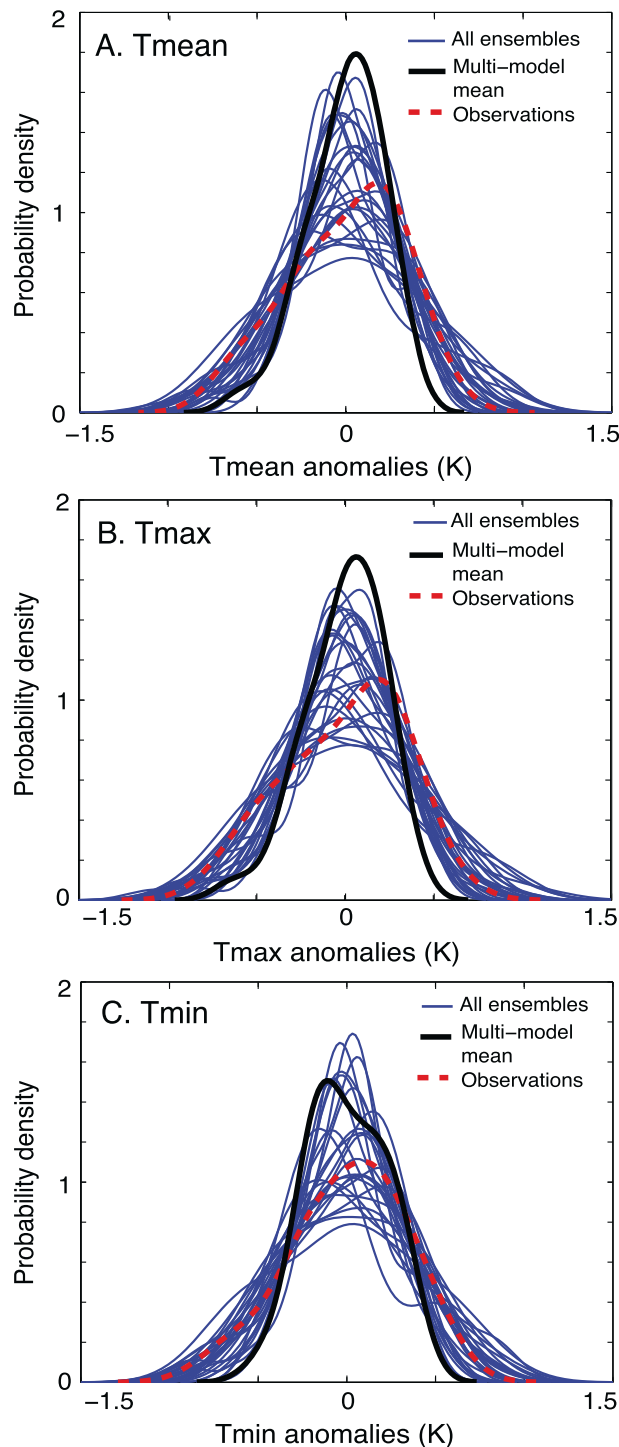 A. Tmean
All ensembles
Multi−model
mean
Observations
Probability density
2
1
0
−1.5
0
1.5
Tmean anomalies (K)
B. Tmax
All ensembles
Multi−model
mean
Observations
Probability density
2
1
0
−1.5
0
1.5
Tmax anomalies (K)
C. Tmin
All ensembles
Multi−model
mean
Observations
Probability density
2
1
0
−1.5
0
1.5
Tmin anomalies (K)